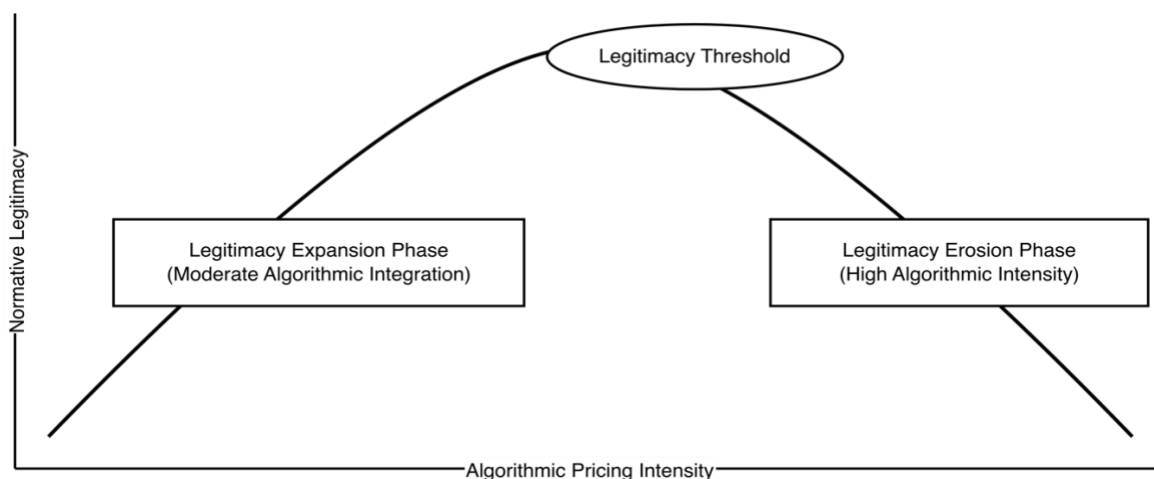 Legitimacy Threshold
Normative Legitimacy
Legitimacy Expansion Phase
(Moderate Algorithmic Integration)
Legitimacy Erosion Phase
(High Algorithmic Intensity)
Algorithmic Pricing Intensity